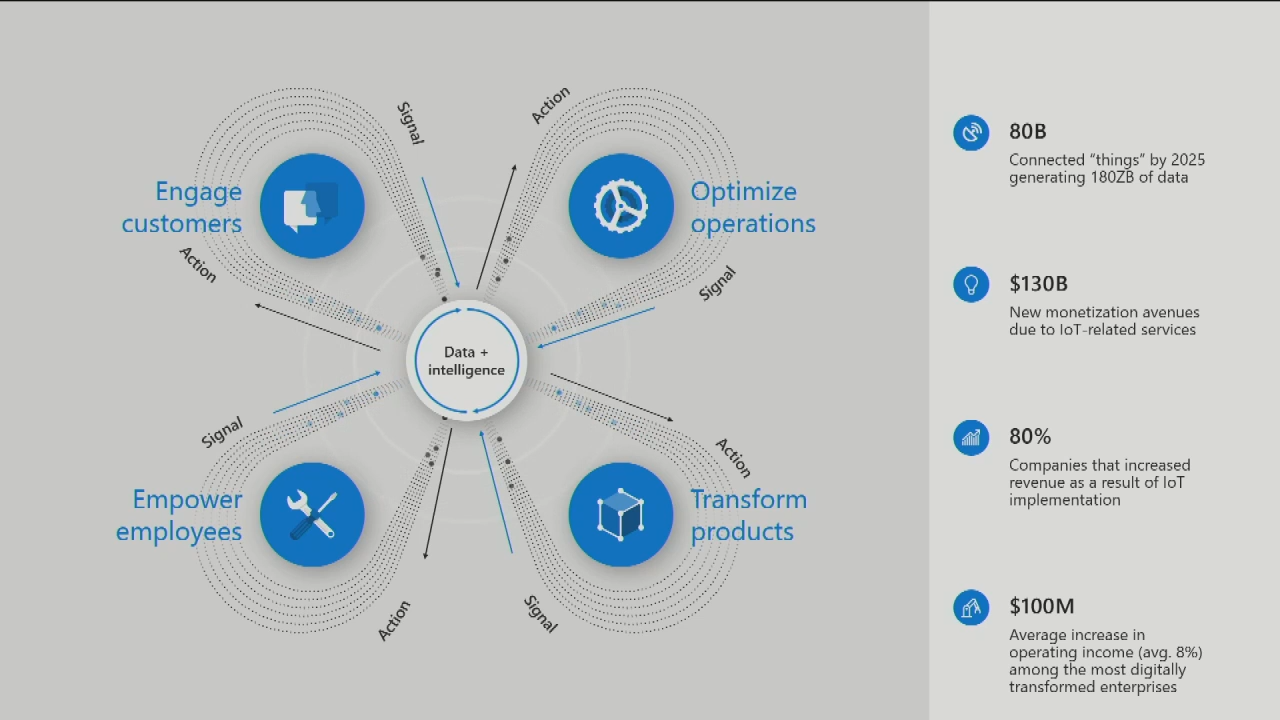 Signal
Action
Engage
customers
Optimize
operations
Action
Signal
Data +
intelligence
Signal
Action
Empower
employees
Transform
products
Action
Signal
80B
Connected “things” by 2025
generating 180ZB of data
$130B
New monetization avenues
due to IoT-related services
80%
Companies that increased
revenue as a result of IoT
implementation
$100M
Average increase in
operating income (avg. 8%)
among the most digitally
transformed enterprises